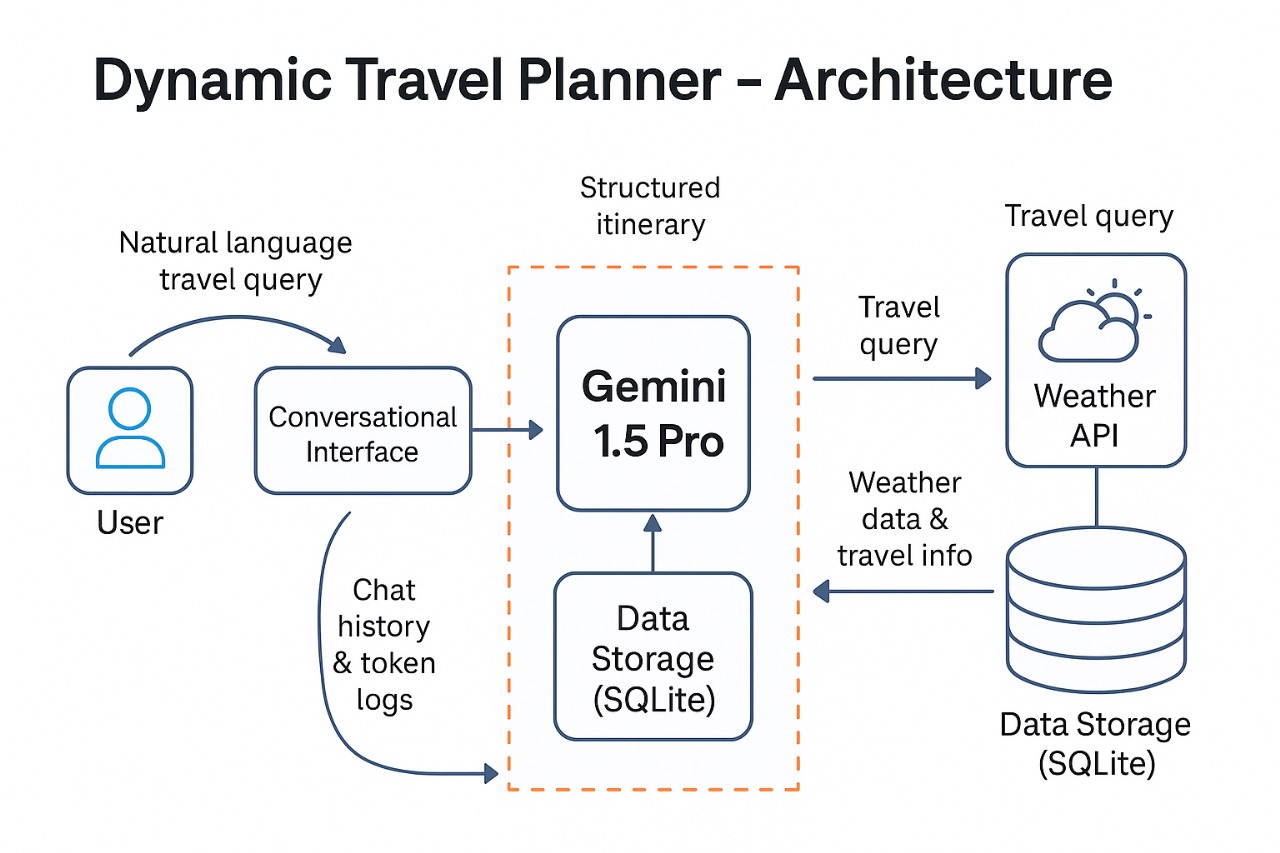 Dynamic Travel Planner – Architecture
Natural language
travel query
User
Conversational
Interface
Chat
history
& token
logs
Structured
itinerary
Gemini
1.5 Pro
Data
Storage
(SQLite)
Travel
query
Weather
data &
travel info
Travel query
Weather
API
Data Storage
(SQLite)